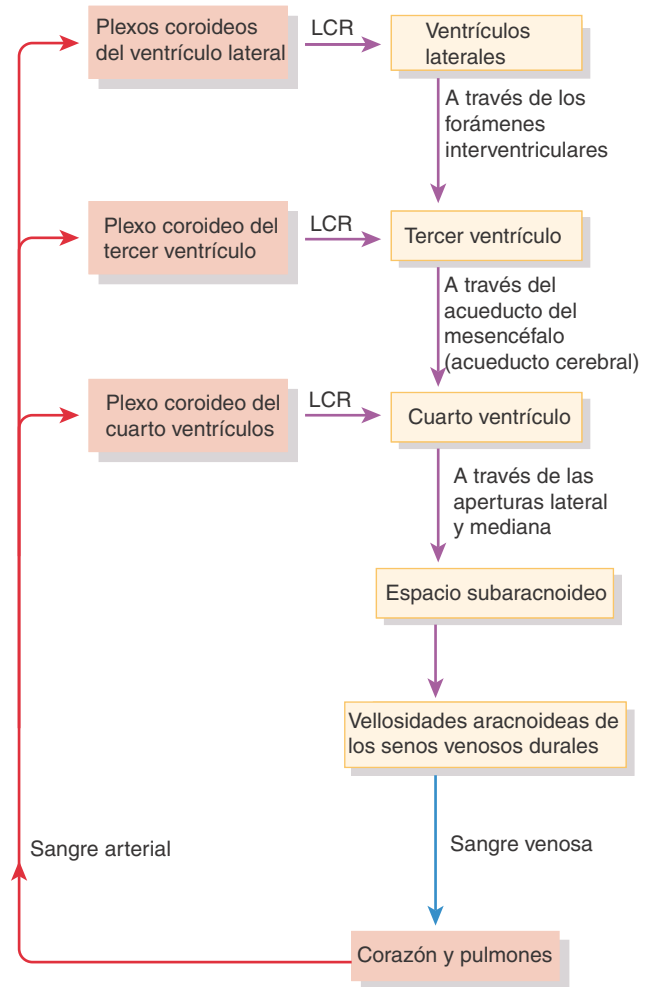 Plexos coroideos
del ventrículo lateral
LCR
Ventrículos
laterales
A través de los
forámenes
interventriculares
Plexo coroideo del
tercer ventrículo
LCR
Tercer ventrículo
A través del
acueducto del
mesencéfalo
(acueducto cerebral)
Plexo coroideo del
cuarto ventrículos
LCR
Cuarto ventrículo
A través de las
aperturas lateral
y mediana
Espacio subaracnoideo
Vellosidades aracnoideas de
los senos venosos durales
Sangre arterial
Sangre venosa
Corazón y pulmones